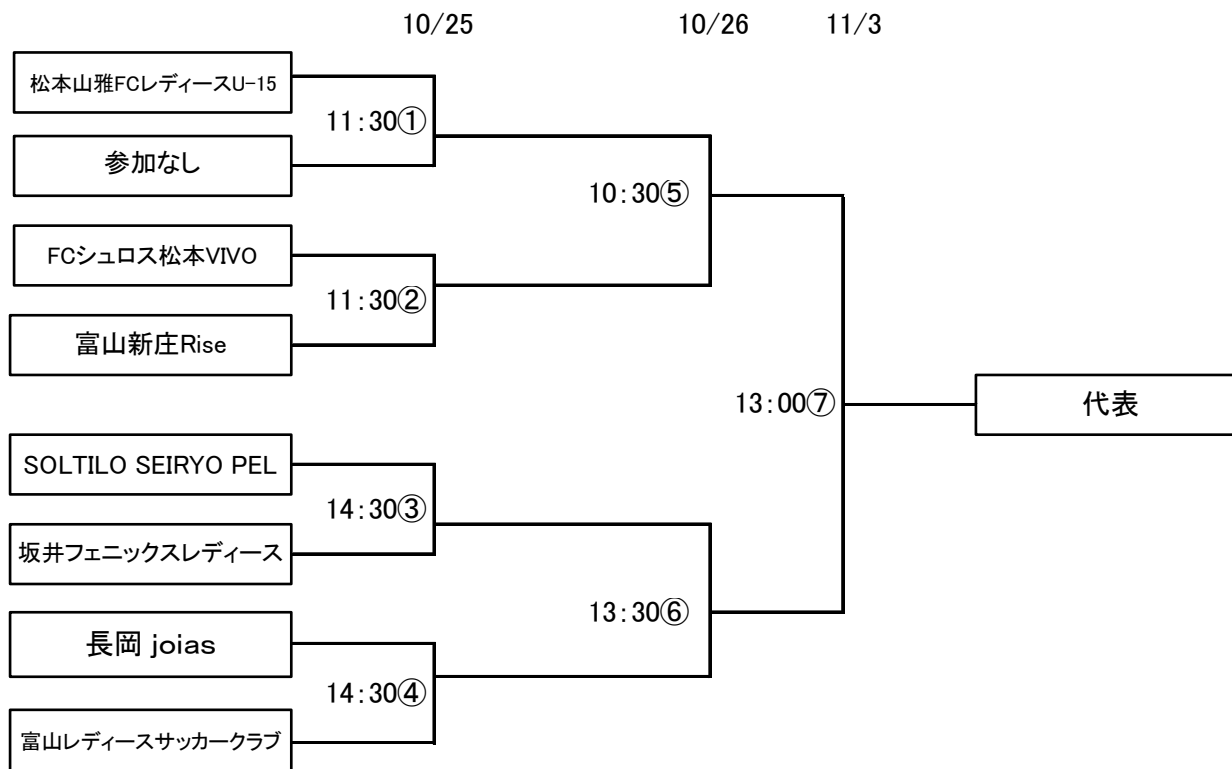 10/25 10/26 11/3
松本山雅FCレディースU-15
11:30①
参加なし
10:30⑤
FCシュロス松本VIVO
11:30②
富山新庄Rise
13:00⑦
代表
SOLTILO SEIRYO PEL
14:30③
坂井フェニックスレディース
13:30⑥
長岡 joias
14:30④
富山レディースサッカークラブ